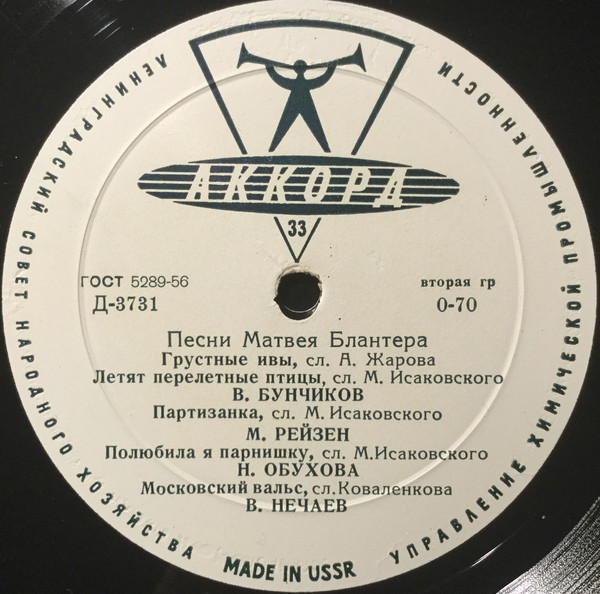 ЛЕНИНГРАДСКИЙ СОВЕТ НАРОДНОГО ХОЗЯЙСТВА
УПРАВЛЕНИЕ ХИМИЧЕСКОЙ ПРОМЫШЛЕННОСТИ
АККОРД
33
ГОСТ 5289-56
вторая гр
Д-3731
0-70
Песни Матвея Блантера
Грустные ивы, сл. А. Жарова
Летят перелетные птицы, сл. М. Исаковского
В. БУНЧИКОВ
Партизанка, сл. М. Исаковского
М. РЕЙЗЕН
Полюбила я парнишку, сл. М.Исаковского
Н. ОБУХОВА
Московский вальс, сл.Коваленкова
В. НЕЧАЕВ
MADE IN USSR